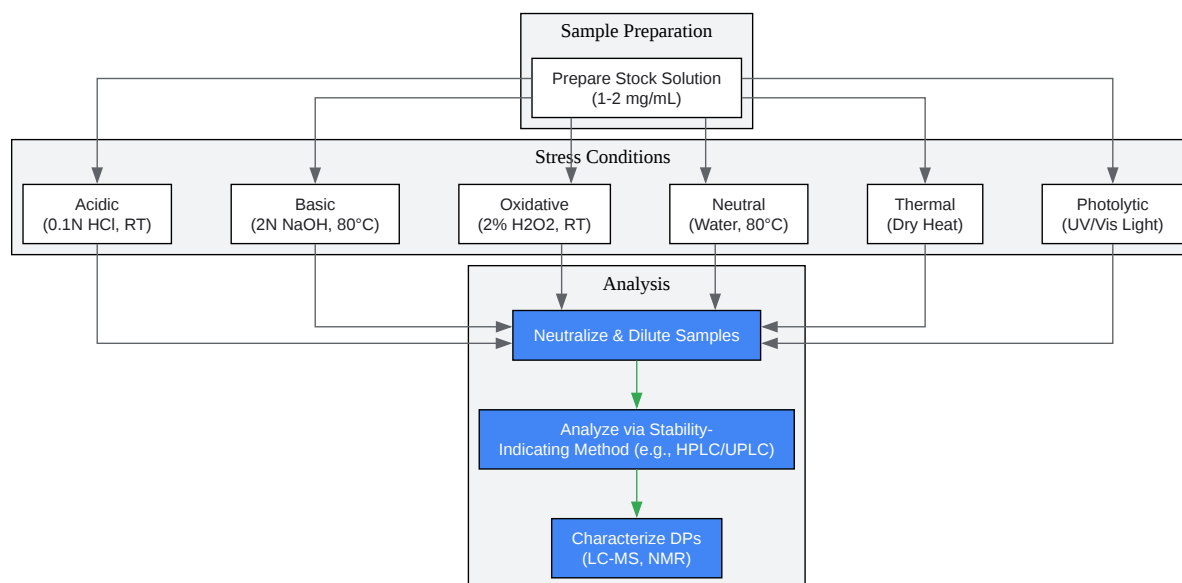 Sample Preparation
Prepare Stock Solution
(1-2 mg/mL)
Stress Conditions
Acidic
(0.1N HCl, RT)
Basic
(2N NaOH, 80°C)
Oxidative
(2% H2O2, RT)
Neutral
(Water, 80°C)
Thermal
(Dry Heat)
Photolytic
(UV/Vis Light)
Analysis
Neutralize & Dilute Samples
Analyze via Stability-
Indicating Method (e.g., HPLC/UPLC)
Characterize DPs
(LC-MS, NMR)